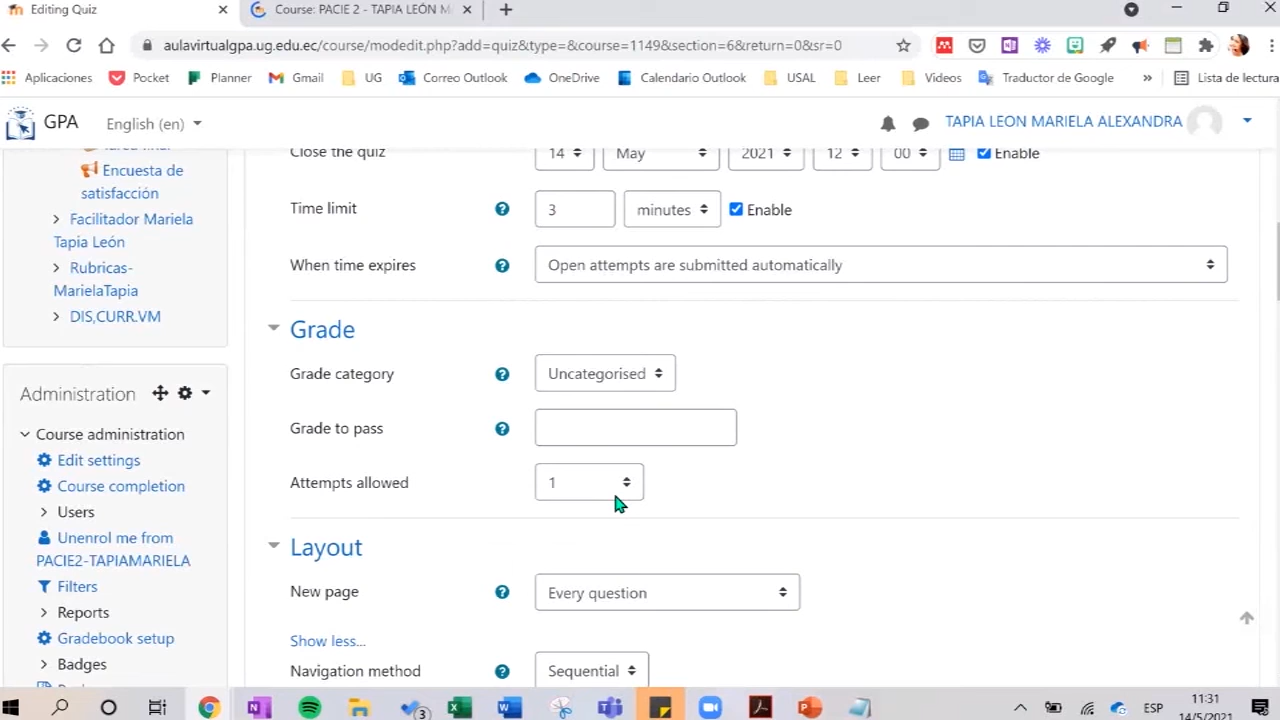 Editing Quiz
Course: PACIE 2 - TAPIA LEÓN M
aulavirtualgpa.ug.edu.ec/course/modedit.php?add=quiz&type=&course=1149&section=6&return=0&sr=0
Aplicaciones Pocket Planner Gmail UG Correo Outlook OneDrive Calendario Outlook USAL Leer Videos Traductor de Google » Lista de lectura
GPA English (en) TAPIA LEON MARIELA ALEXANDRA
Encuesta de
satisfacción
Facilitador Mariela
Tapia León
Rubricas-
MarielaTapia
DIS,CURR.VM
Administration
Course administration
Edit settings
Course completion
Users
Unenrol me from
PACIE2-TAPIAMARIELA
Filters
Reports
Gradebook setup
Badges
Close the quiz 14 May 2021 12 00 Enable
Time limit 3 minutes Enable
When time expires Open attempts are submitted automatically
Grade
Grade category Uncategorised
Grade to pass
Attempts allowed 1
Layout
New page Every question
Show less...
Navigation method Sequential
3
ESP
11:31
14/5/2021